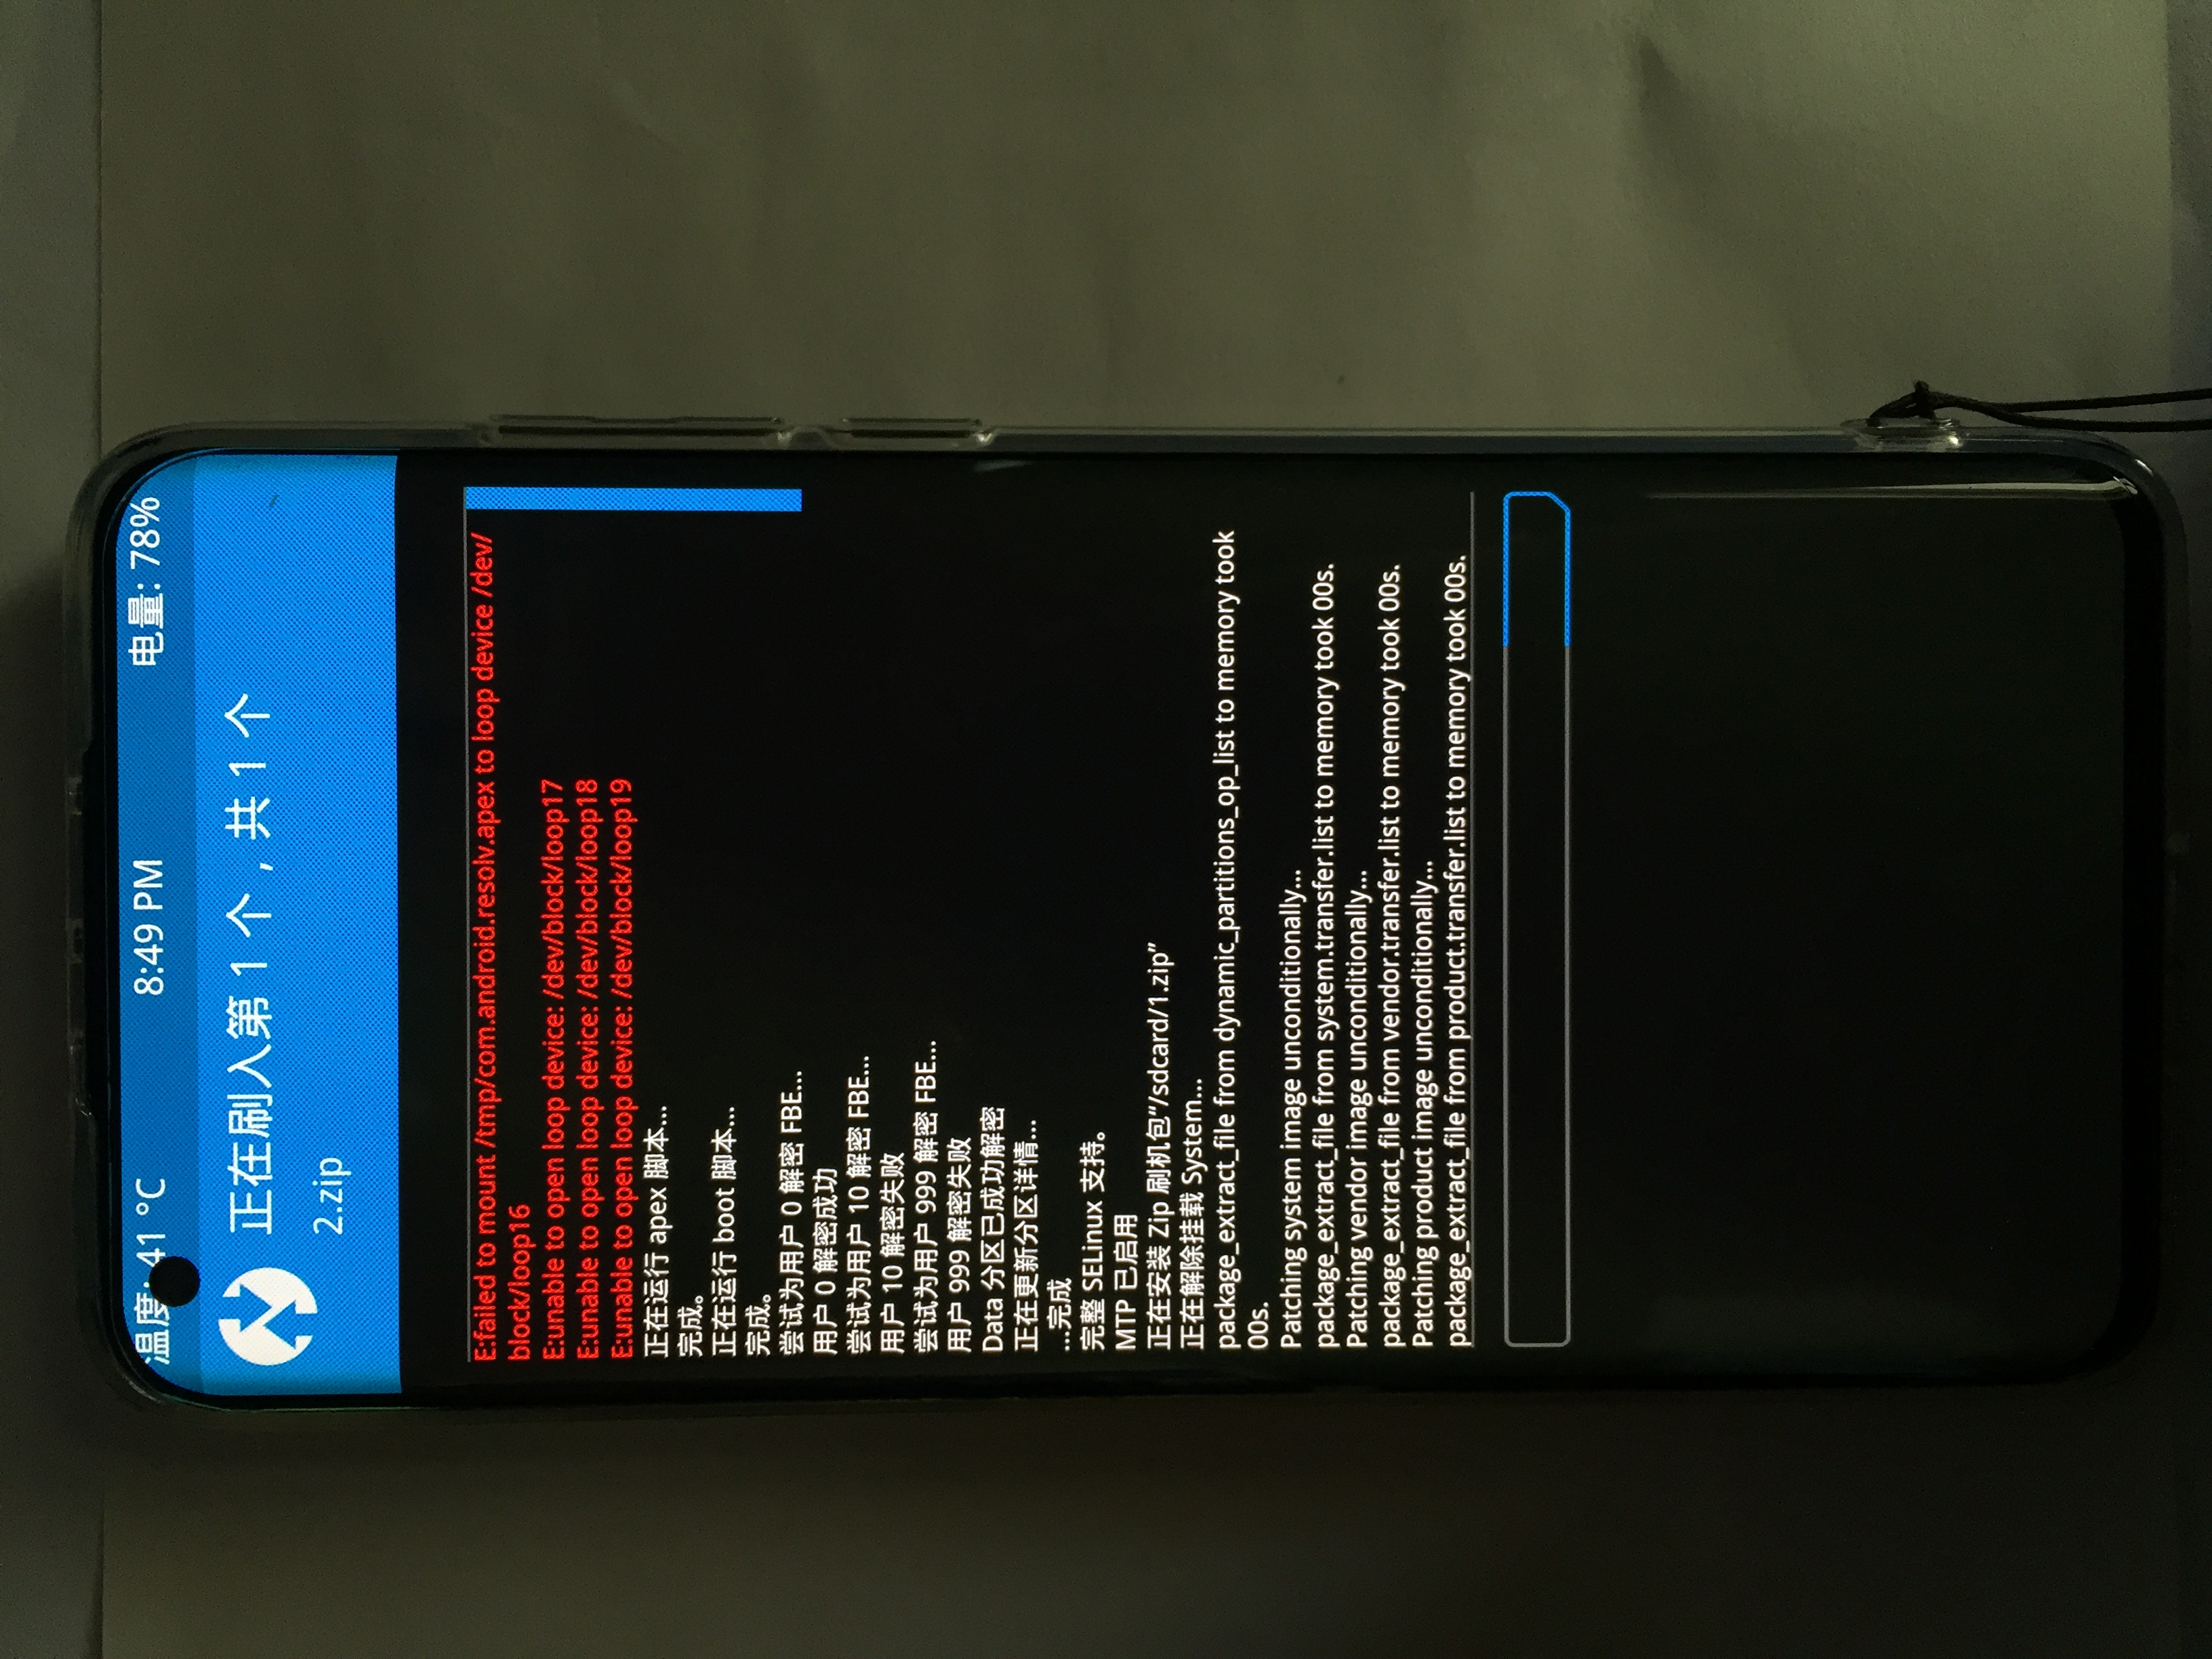 温度: 41 °C
8:49 PM
电量: 78%
正在刷入第 1 个，共 1 个
2.zip
E:failed to mount /tmp/com.android.resolv.apex to loop device /dev/
block/loop16
E:unable to open loop device: /dev/block/loop17
E:unable to open loop device: /dev/block/loop18
E:unable to open loop device: /dev/block/loop19
正在运行 apex 脚本...
完成。
正在运行 boot 脚本...
完成。
尝试为用户 0 解密 FBE...
用户 0 解密成功
尝试为用户 10 解密 FBE...
用户 10 解密失败
尝试为用户 999 解密 FBE...
用户 999 解密失败
Data 分区已成功解密
正在更新分区详情...
...完成
完整 SELinux 支持。
MTP 已启用
正在安装 Zip 刷机包“/sdcard/1.zip”
正在解除挂载 System...
package_extract_file from dynamic_partitions_op_list to memory took
00s.
Patching system image unconditionally...
package_extract_file from system.transfer.list to memory took 00s.
Patching vendor image unconditionally...
package_extract_file from vendor.transfer.list to memory took 00s.
Patching product image unconditionally...
package_extract_file from product.transfer.list to memory took 00s.